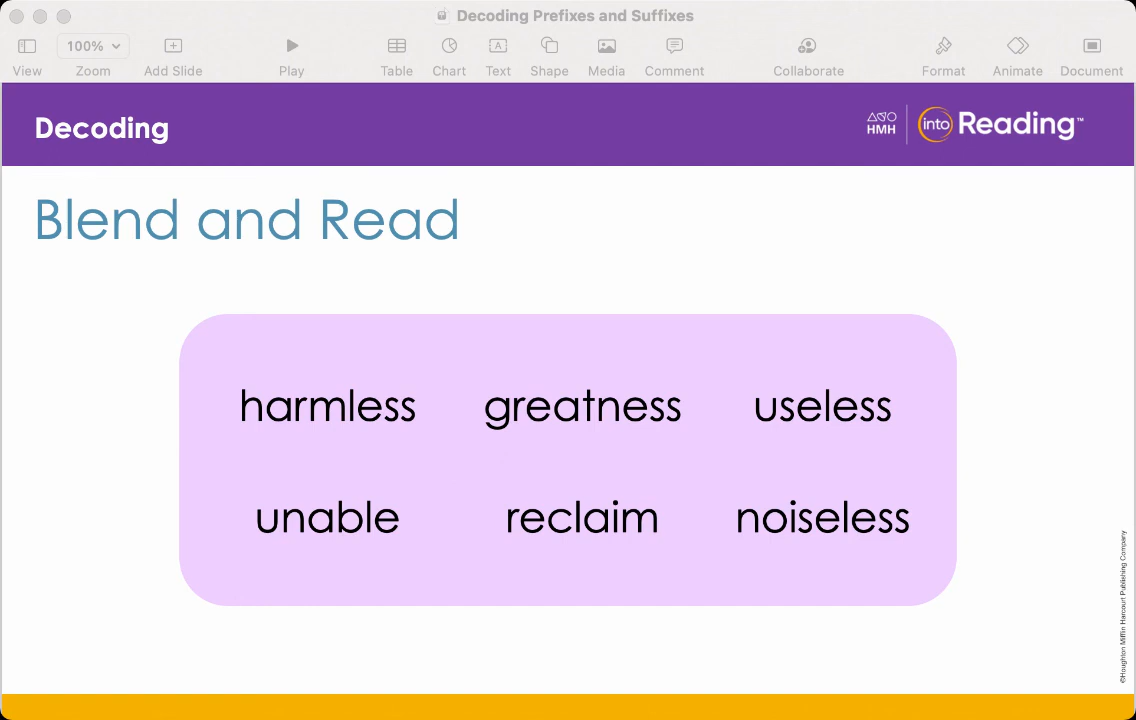 Decoding Prefixes and Suffixes
100%
View Zoom Add Slide Play Table Chart Text Shape Media Comment Collaborate Format Animate Document
Decoding
HMH into Reading™
Blend and Read
harmless greatness useless
unable reclaim noiseless
©Houghton Mifflin Harcourt Publishing Company